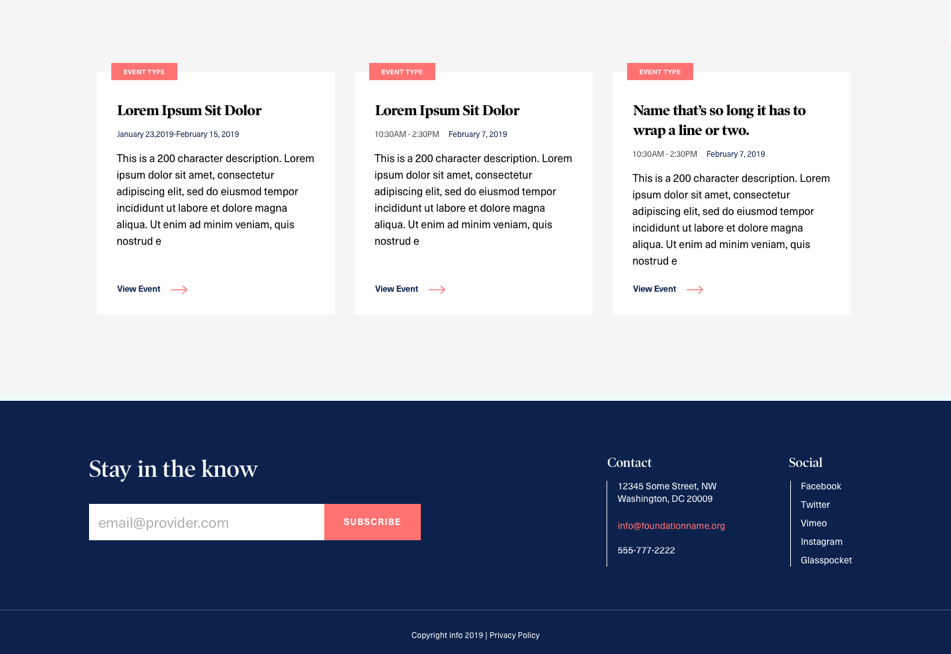 EVENT TYPE
Lorem Ipsum Sit Dolor
January 23,2019-February 15, 2019
This is a 200 character description. Lorem
ipsum dolor sit amet, consectetur
adipiscing elit, sed do eiusmod tempor
incididunt ut labore et dolore magna
aliqua. Ut enim ad minim veniam, quis
nostrud e
View Event
EVENT TYPE
Lorem Ipsum Sit Dolor
10:30AM - 2:30PM February 7, 2019
This is a 200 character description. Lorem
ipsum dolor sit amet, consectetur
adipiscing elit, sed do eiusmod tempor
incididunt ut labore et dolore magna
aliqua. Ut enim ad minim veniam, quis
nostrud e
View Event
EVENT TYPE
Name that’s so long it has to
wrap a line or two.
10:30AM - 2:30PM February 7, 2019
This is a 200 character description. Lorem
ipsum dolor sit amet, consectetur
adipiscing elit, sed do eiusmod tempor
incididunt ut labore et dolore magna
aliqua. Ut enim ad minim veniam, quis
nostrud e
View Event
Stay in the know
email@provider.com
SUBSCRIBE
Contact
12345 Some Street, NW
Washington, DC 20009
info@foundationname.org
555-777-2222
Social
Facebook
Twitter
Vimeo
Instagram
Glasspocket
Copyright info 2019 | Privacy Policy